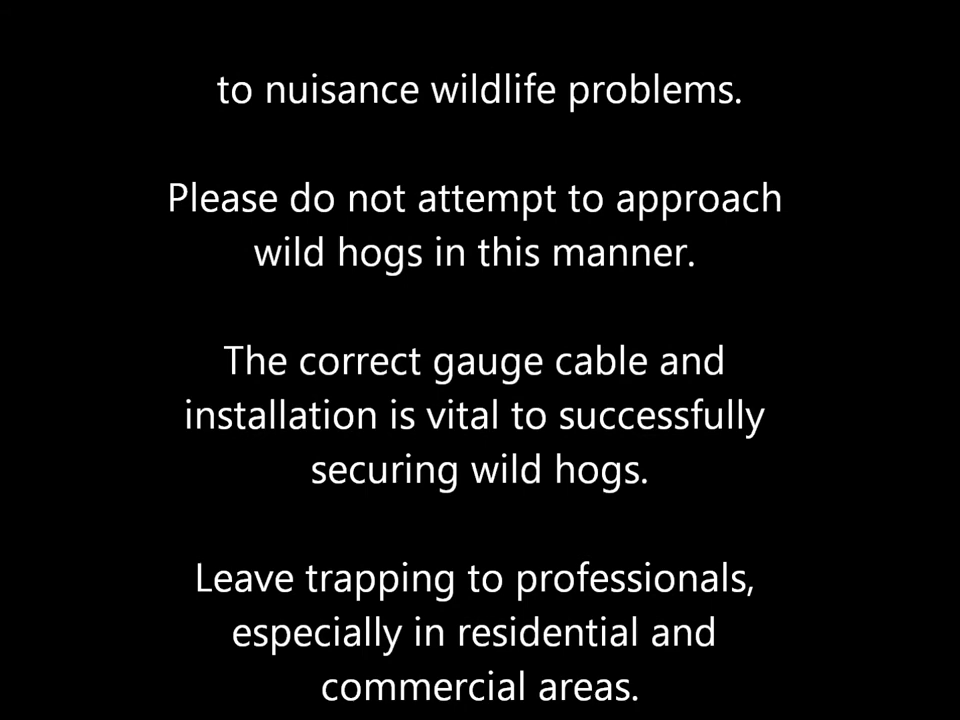 to nuisance wildlife problems.
Please do not attempt to approach
wild hogs in this manner.
The correct gauge cable and
installation is vital to successfully
securing wild hogs.
Leave trapping to professionals,
especially in residential and
commercial areas.